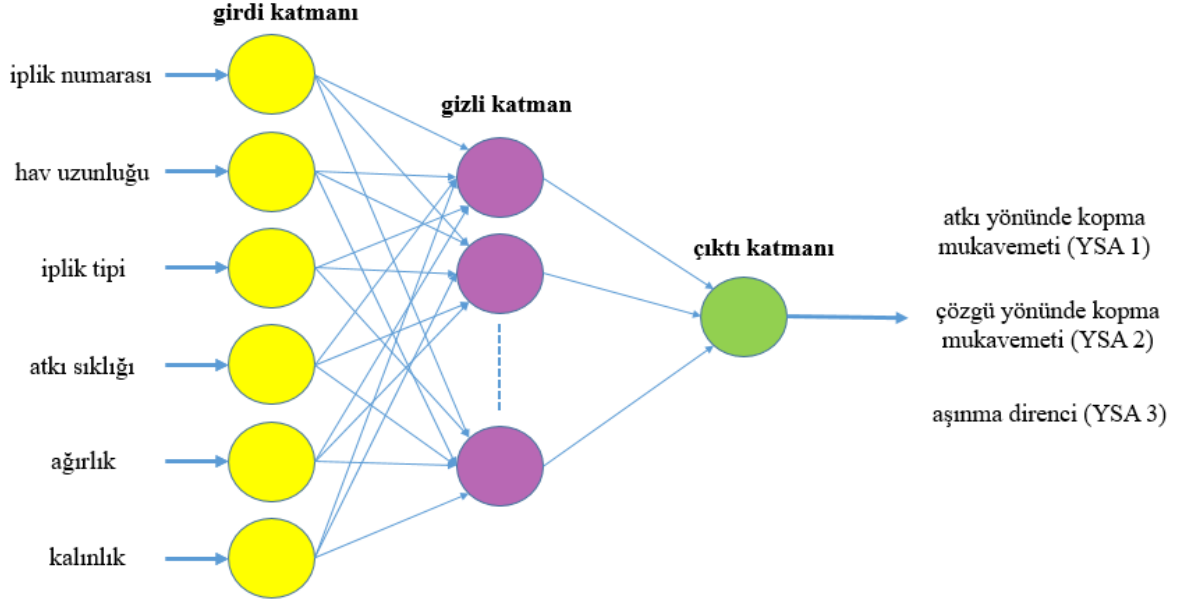 girdi katmanı
iplik numarası
hav uzunluğu
iplik tipi
atkı sıklığı
ağırlık
kalınlık
gizli katman
çıktı katmanı
atkı yönünde kopma
mukavemeti (YSA 1)
çözgü yönünde kopma
mukavemeti (YSA 2)
aşınma direnci (YSA 3)